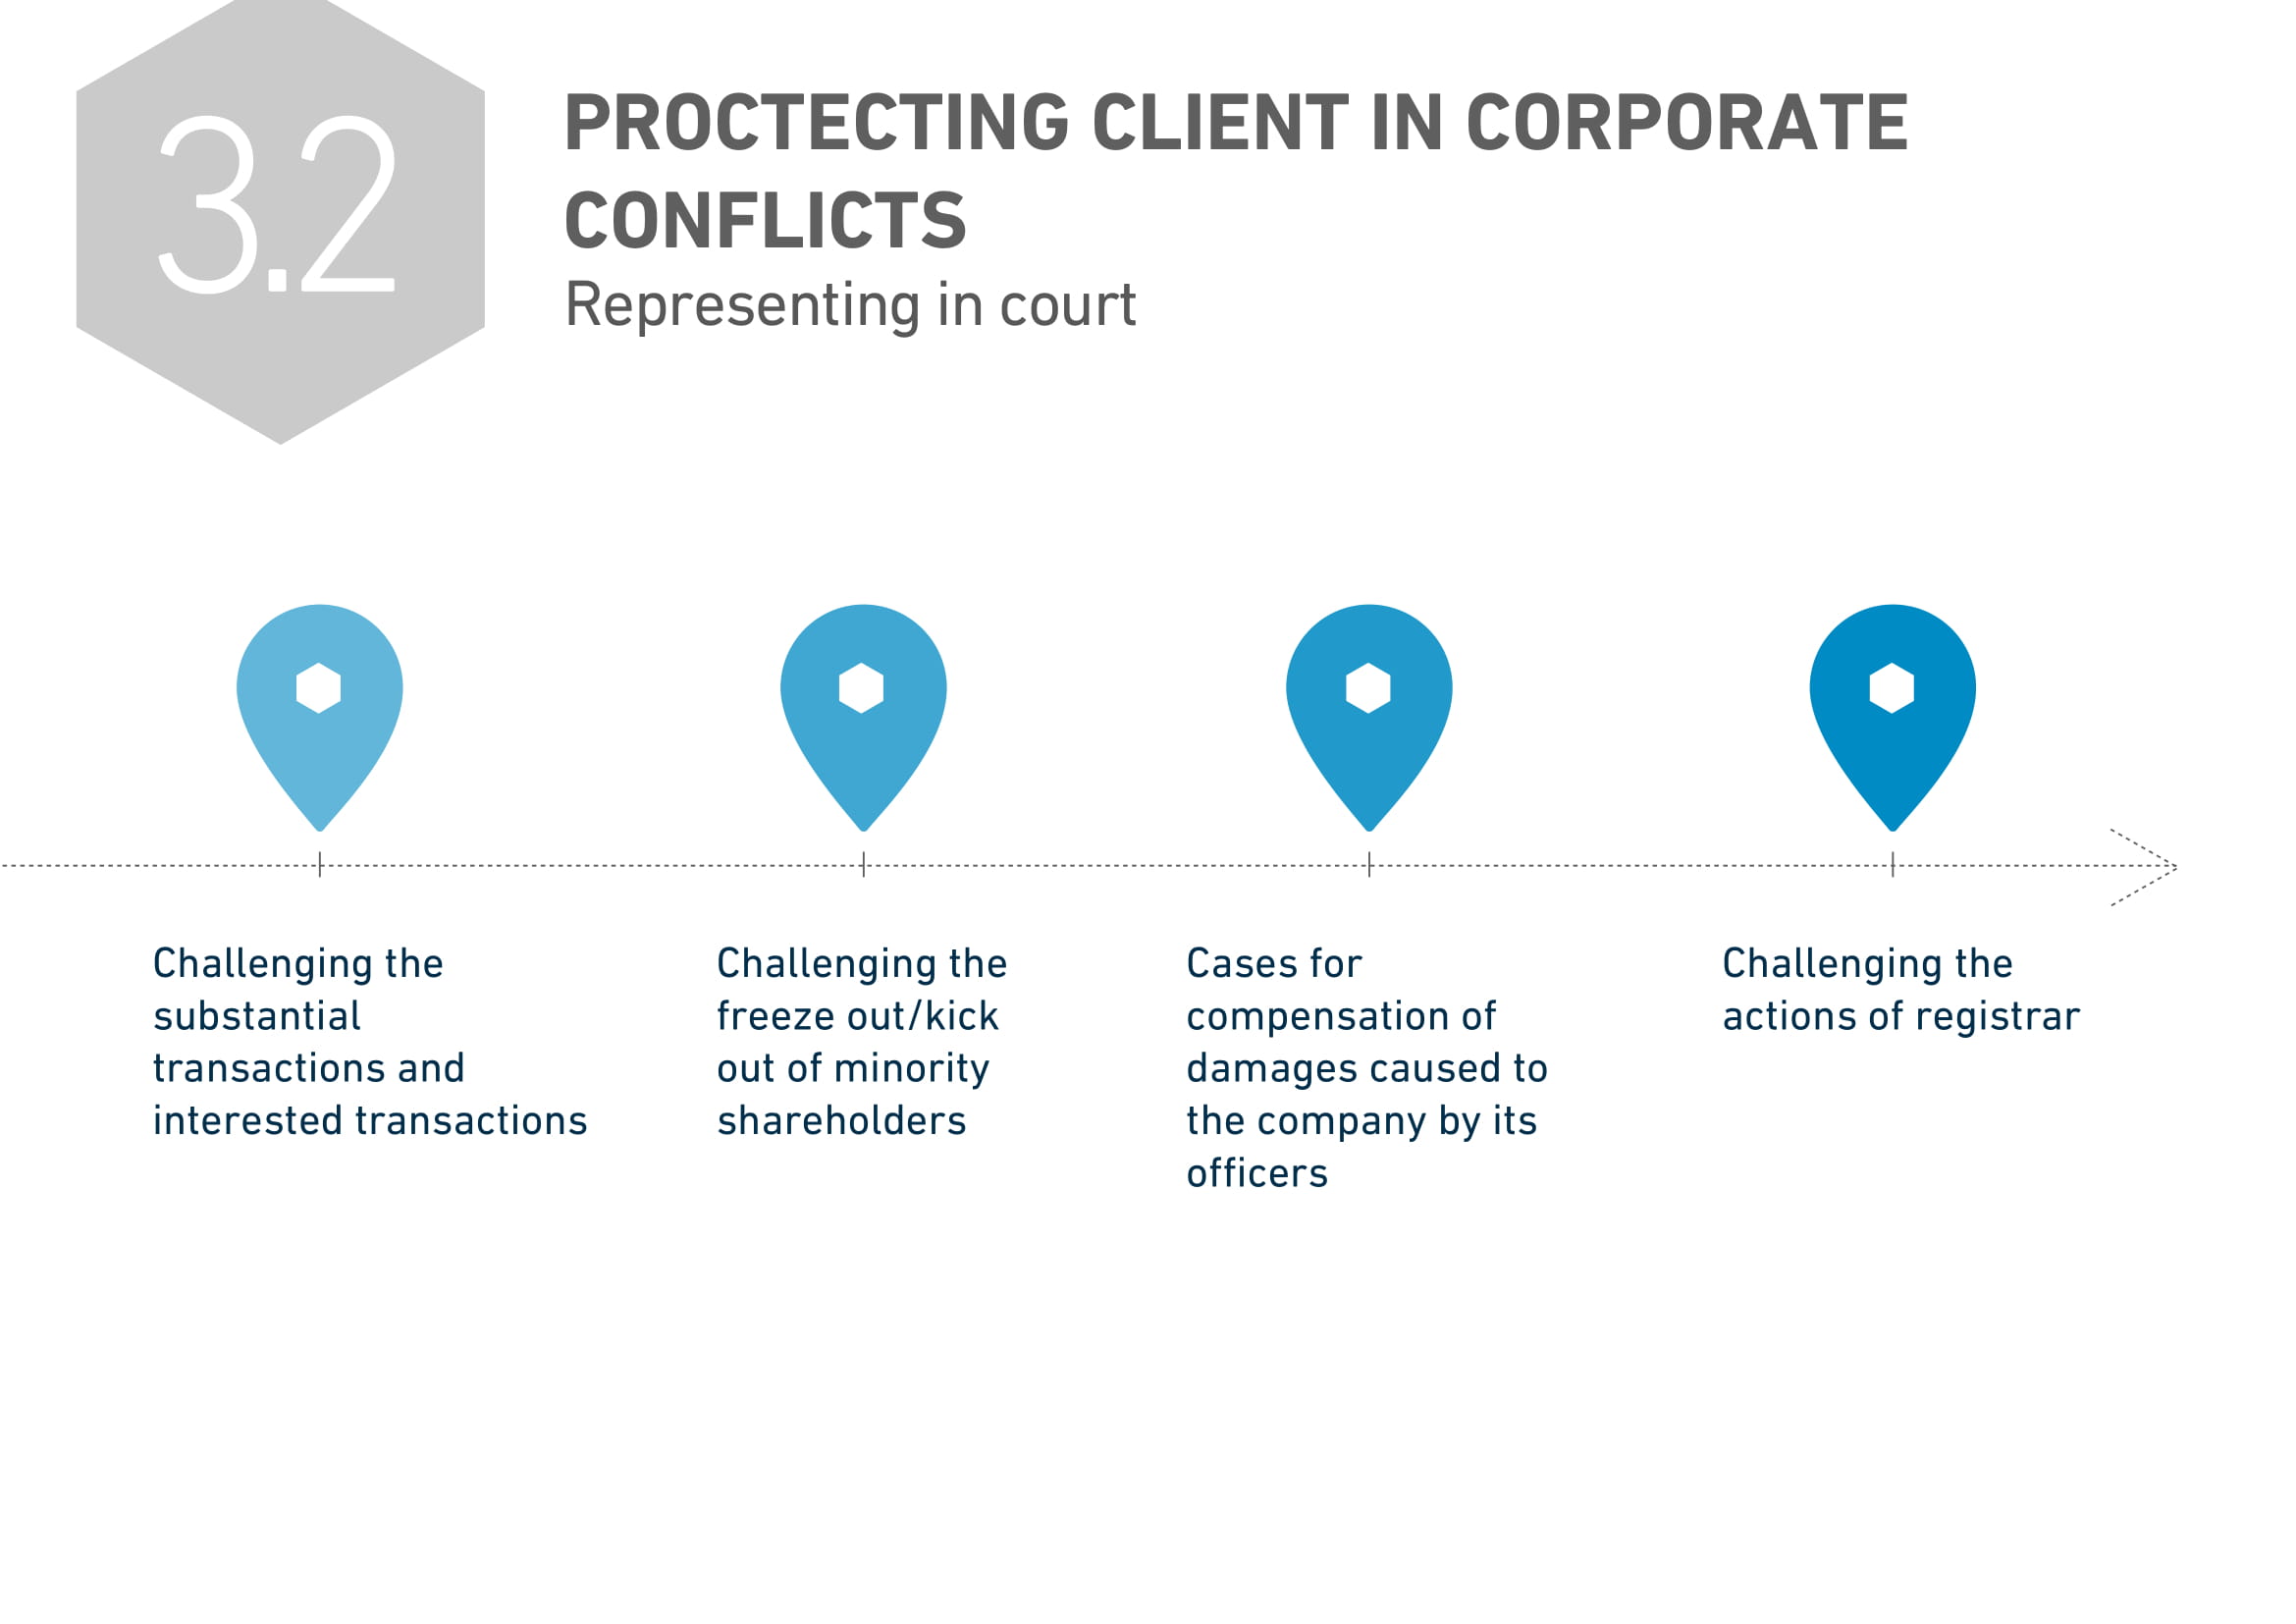 3.2
PROCTECTING CLIENT IN CORPORATE
CONFLICTS
Representing in court
Challenging the
substantial
transactions and
interested transactions
Challenging the
freeze out/kick
out of minority
shareholders
Cases for
compensation of
damages caused to
the company by its
officers
Challenging the
actions of registrar